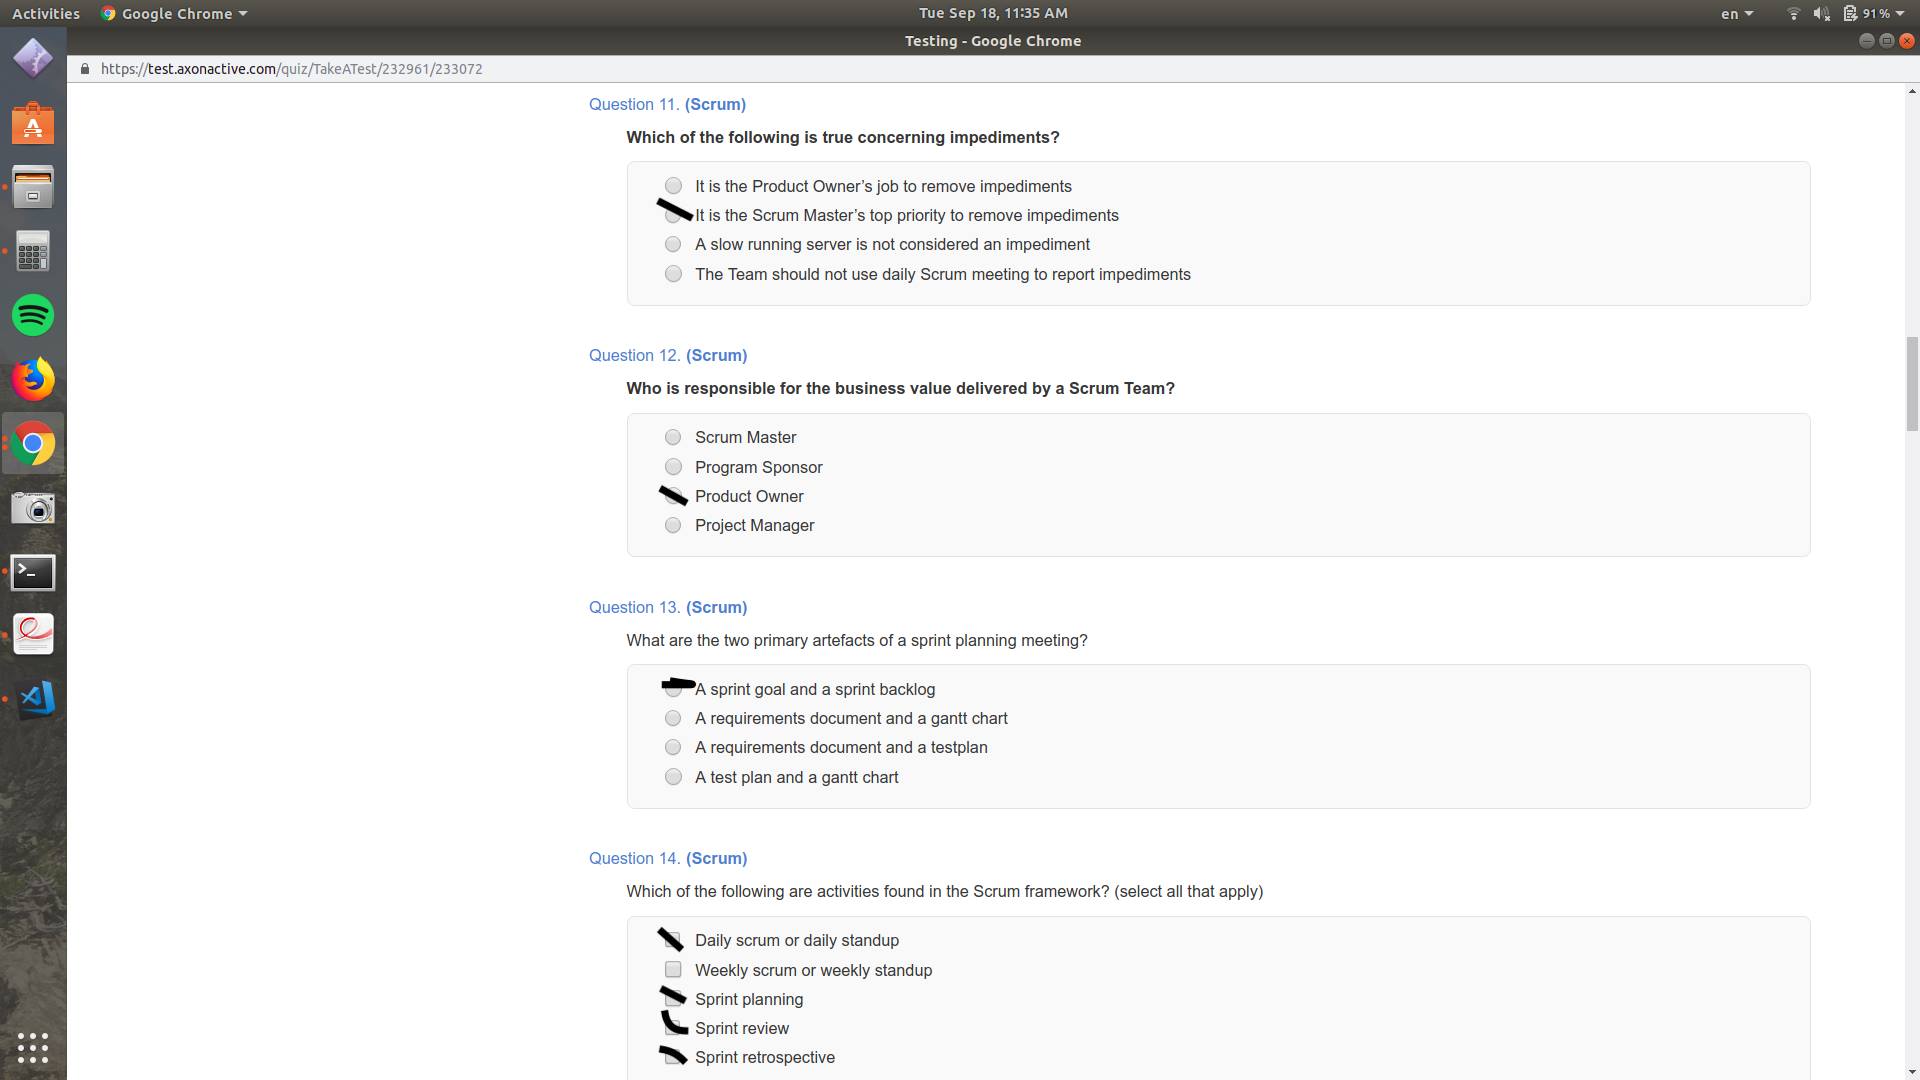 Activities Google Chrome Tue Sep 18, 11:35 AM en 91%
Testing - Google Chrome
https://test.axonactive.com/quiz/TakeATest/232961/233072
Question 11. (Scrum)
Which of the following is true concerning impediments?
It is the Product Owner’s job to remove impediments
It is the Scrum Master’s top priority to remove impediments
A slow running server is not considered an impediment
The Team should not use daily Scrum meeting to report impediments
Question 12. (Scrum)
Who is responsible for the business value delivered by a Scrum Team?
Scrum Master
Program Sponsor
Product Owner
Project Manager
Question 13. (Scrum)
What are the two primary artefacts of a sprint planning meeting?
A sprint goal and a sprint backlog
A requirements document and a gantt chart
A requirements document and a testplan
A test plan and a gantt chart
Question 14. (Scrum)
Which of the following are activities found in the Scrum framework? (select all that apply)
Daily scrum or daily standup
Weekly scrum or weekly standup
Sprint planning
Sprint review
Sprint retrospective